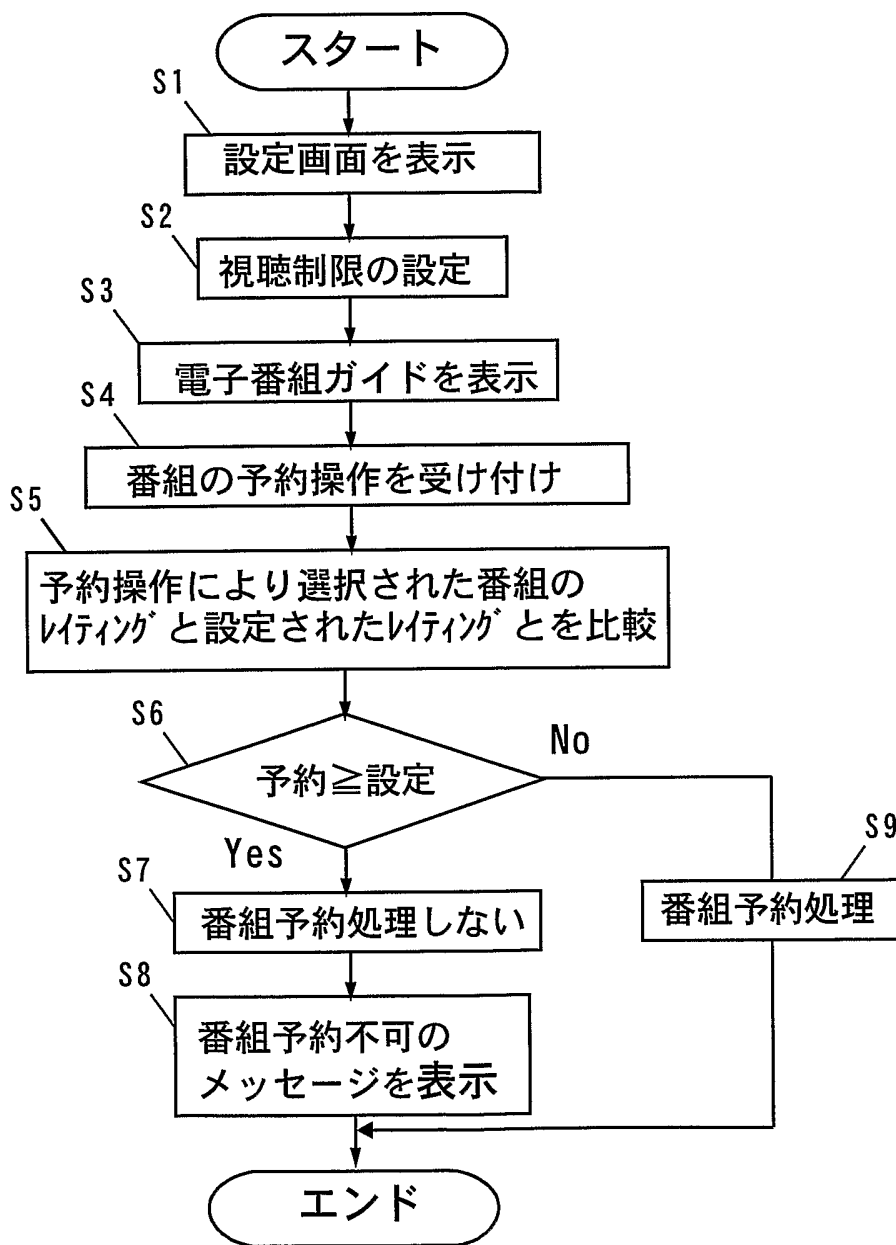 スタート
S1
設定画面を表示
S2
視聴制限の設定
S3
電子番組ガイドを表示
S4
番組の予約操作を受け付け
S5
予約操作により選択された番組の
ﾚｲﾃｨﾝｸﾞと設定されたﾚｲﾃｨﾝｸﾞとを比較
S6
予約≧設定
No
Yes
S7
番組予約処理しない
S9
番組予約処理
S8
番組予約不可の
メッセージを表示
エンド